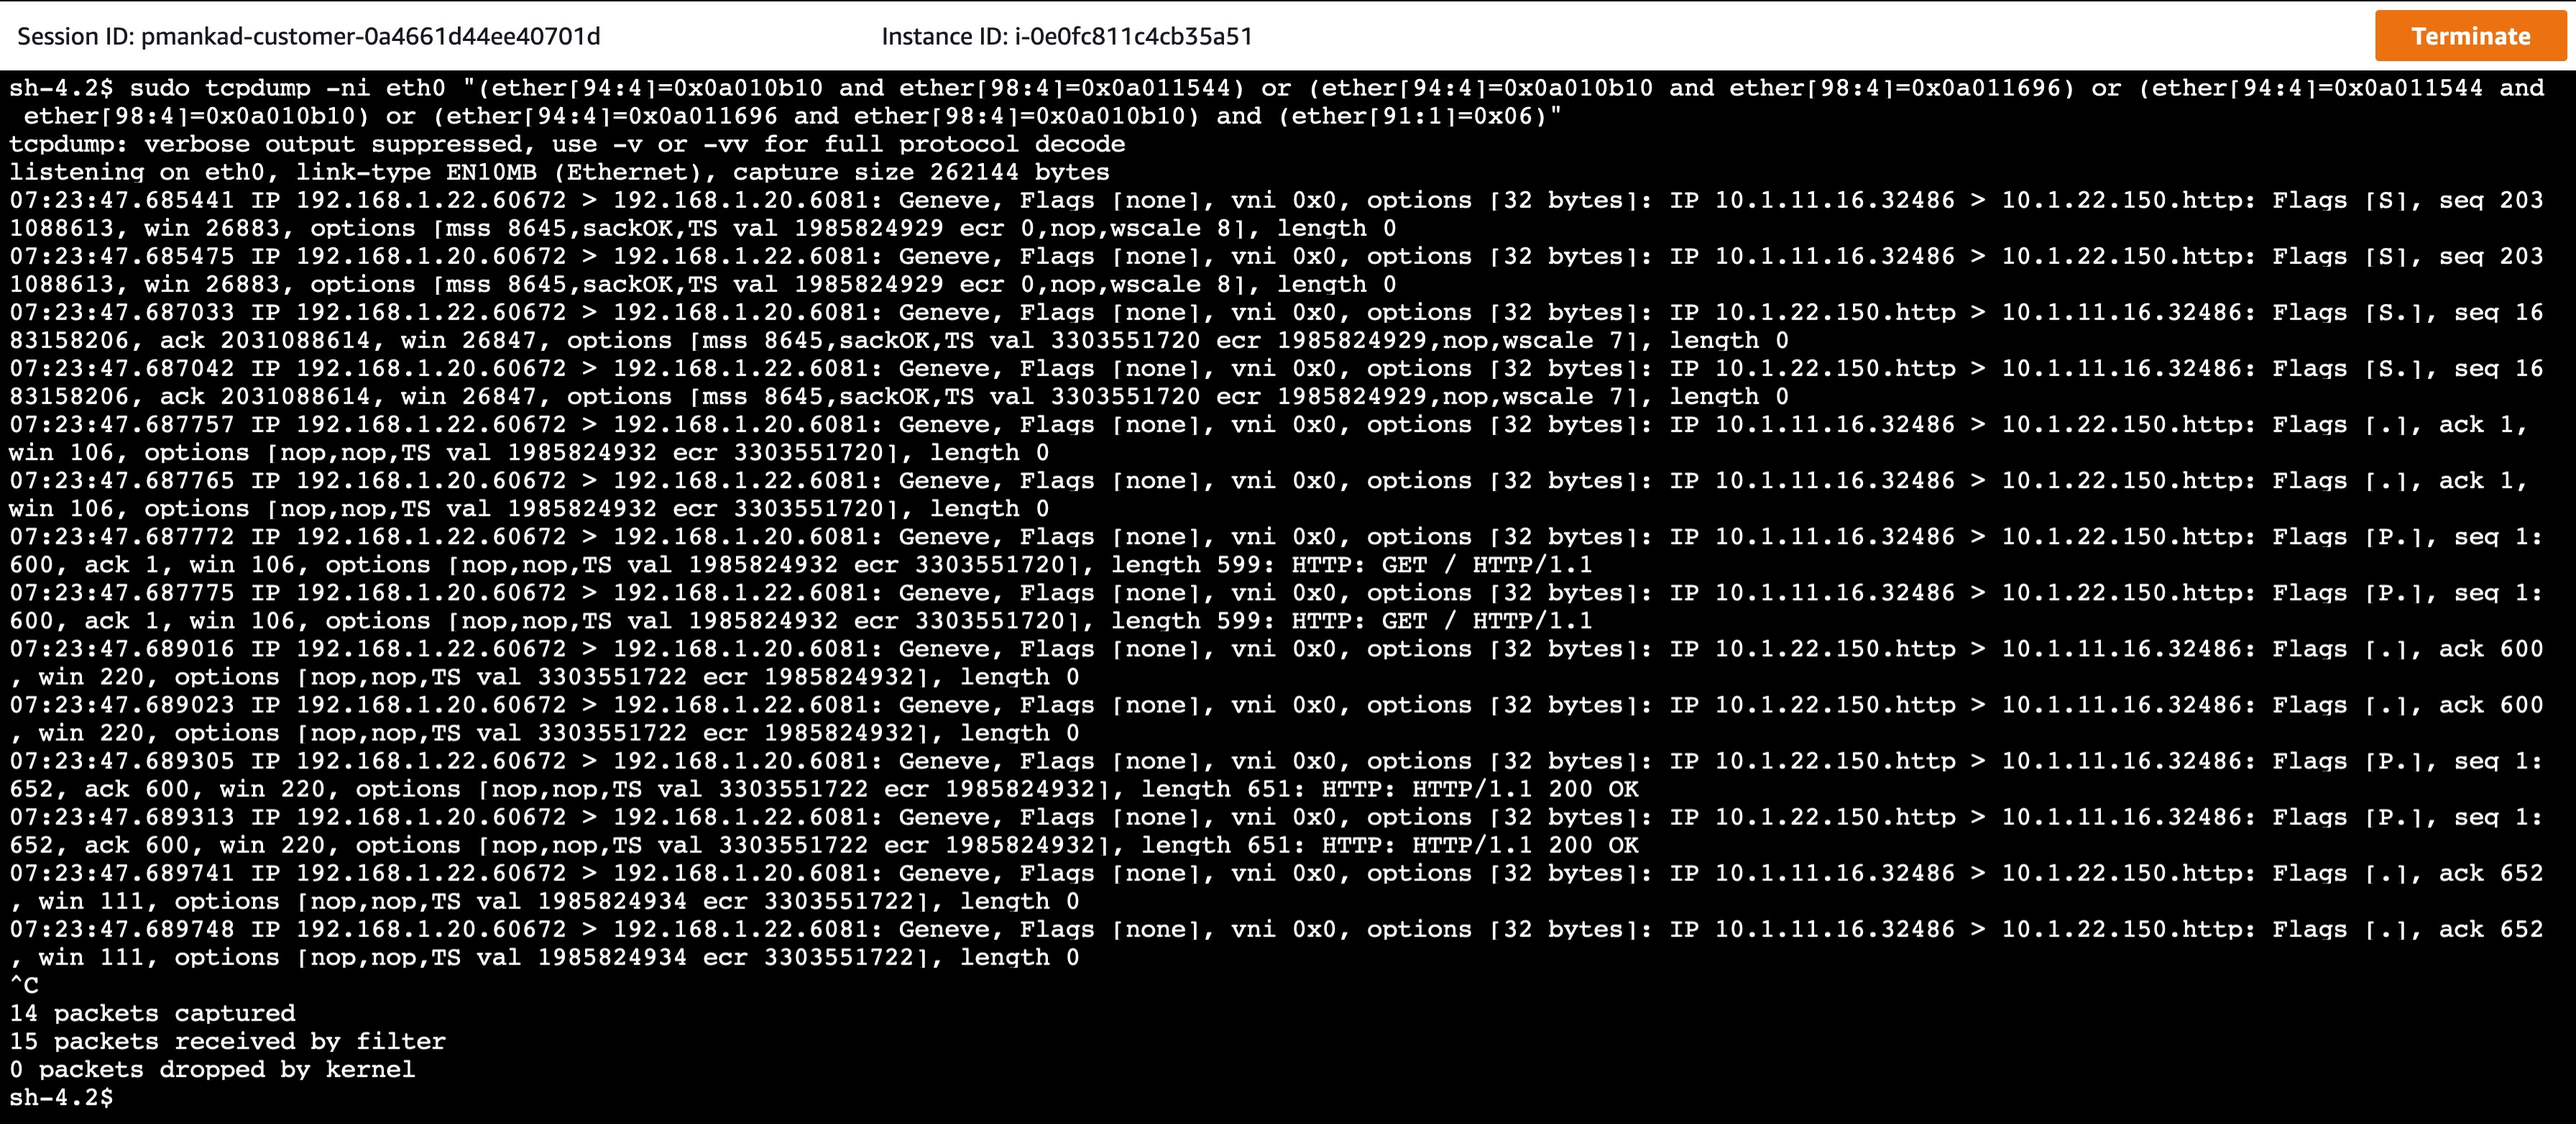 Session ID: pmankad-customer-0a4661d44ee40701d
Instance ID: i-0e0fc811c4cb35a51
Terminate
sh-4.2$ sudo tcpdump -ni eth0 "(ether[94:4]=0x0a010b10 and ether[98:4]=0x0a011544) or (ether[94:4]=0x0a010b10 and ether[98:4]=0x0a011696) or (ether[94:4]=0x0a011544 and
ether[98:4]=0x0a010b10) or (ether[94:4]=0x0a011696 and ether[98:4]=0x0a010b10) and (ether[91:1]=0x06)"
tcpdump: verbose output suppressed, use -v or -vv for full protocol decode
listening on eth0, link-type EN10MB (Ethernet), capture size 262144 bytes
07:23:47.685441 IP 192.168.1.22.60672 > 192.168.1.20.6081: Geneve, Flags [none], vni 0x0, options [32 bytes]: IP 10.1.11.16.32486 > 10.1.22.150.http: Flags [S], seq 203
1088613, win 26883, options [mss 8645,sackOK,TS val 1985824929 ecr 0,nop,wscale 8], length 0
07:23:47.685475 IP 192.168.1.20.60672 > 192.168.1.22.6081: Geneve, Flags [none], vni 0x0, options [32 bytes]: IP 10.1.11.16.32486 > 10.1.22.150.http: Flags [S], seq 203
1088613, win 26883, options [mss 8645,sackOK,TS val 1985824929 ecr 0,nop,wscale 8], length 0
07:23:47.687033 IP 192.168.1.22.60672 > 192.168.1.20.6081: Geneve, Flags [none], vni 0x0, options [32 bytes]: IP 10.1.22.150.http > 10.1.11.16.32486: Flags [S.], seq 16
83158206, ack 2031088614, win 26847, options [mss 8645,sackOK,TS val 3303551720 ecr 1985824929,nop,wscale 7], length 0
07:23:47.687042 IP 192.168.1.20.60672 > 192.168.1.22.6081: Geneve, Flags [none], vni 0x0, options [32 bytes]: IP 10.1.22.150.http > 10.1.11.16.32486: Flags [S.], seq 16
83158206, ack 2031088614, win 26847, options [mss 8645,sackOK,TS val 3303551720 ecr 1985824929,nop,wscale 7], length 0
07:23:47.687757 IP 192.168.1.22.60672 > 192.168.1.20.6081: Geneve, Flags [none], vni 0x0, options [32 bytes]: IP 10.1.11.16.32486 > 10.1.22.150.http: Flags [.], ack 1,
win 106, options [nop,nop,TS val 1985824932 ecr 3303551720], length 0
07:23:47.687765 IP 192.168.1.20.60672 > 192.168.1.22.6081: Geneve, Flags [none], vni 0x0, options [32 bytes]: IP 10.1.11.16.32486 > 10.1.22.150.http: Flags [.], ack 1,
win 106, options [nop,nop,TS val 1985824932 ecr 3303551720], length 0
07:23:47.687772 IP 192.168.1.22.60672 > 192.168.1.20.6081: Geneve, Flags [none], vni 0x0, options [32 bytes]: IP 10.1.11.16.32486 > 10.1.22.150.http: Flags [P.], seq 1:
600, ack 1, win 106, options [nop,nop,TS val 1985824932 ecr 3303551720], length 599: HTTP: GET / HTTP/1.1
07:23:47.687775 IP 192.168.1.20.60672 > 192.168.1.22.6081: Geneve, Flags [none], vni 0x0, options [32 bytes]: IP 10.1.11.16.32486 > 10.1.22.150.http: Flags [P.], seq 1:
600, ack 1, win 106, options [nop,nop,TS val 1985824932 ecr 3303551720], length 599: HTTP: GET / HTTP/1.1
07:23:47.689016 IP 192.168.1.22.60672 > 192.168.1.20.6081: Geneve, Flags [none], vni 0x0, options [32 bytes]: IP 10.1.22.150.http > 10.1.11.16.32486: Flags [.], ack 600
, win 220, options [nop,nop,TS val 3303551722 ecr 1985824932], length 0
07:23:47.689023 IP 192.168.1.20.60672 > 192.168.1.22.6081: Geneve, Flags [none], vni 0x0, options [32 bytes]: IP 10.1.22.150.http > 10.1.11.16.32486: Flags [.], ack 600
, win 220, options [nop,nop,TS val 3303551722 ecr 1985824932], length 0
07:23:47.689305 IP 192.168.1.22.60672 > 192.168.1.20.6081: Geneve, Flags [none], vni 0x0, options [32 bytes]: IP 10.1.22.150.http > 10.1.11.16.32486: Flags [P.], seq 1:
652, ack 600, win 220, options [nop,nop,TS val 3303551722 ecr 1985824932], length 651: HTTP: HTTP/1.1 200 OK
07:23:47.689313 IP 192.168.1.20.60672 > 192.168.1.22.6081: Geneve, Flags [none], vni 0x0, options [32 bytes]: IP 10.1.22.150.http > 10.1.11.16.32486: Flags [P.], seq 1:
652, ack 600, win 220, options [nop,nop,TS val 3303551722 ecr 1985824932], length 651: HTTP: HTTP/1.1 200 OK
07:23:47.689741 IP 192.168.1.22.60672 > 192.168.1.20.6081: Geneve, Flags [none], vni 0x0, options [32 bytes]: IP 10.1.11.16.32486 > 10.1.22.150.http: Flags [.], ack 652
, win 111, options [nop,nop,TS val 1985824934 ecr 3303551722], length 0
07:23:47.689748 IP 192.168.1.20.60672 > 192.168.1.22.6081: Geneve, Flags [none], vni 0x0, options [32 bytes]: IP 10.1.11.16.32486 > 10.1.22.150.http: Flags [.], ack 652
, win 111, options [nop,nop,TS val 1985824934 ecr 3303551722], length 0
^C
14 packets captured
15 packets received by filter
0 packets dropped by kernel
sh-4.2$